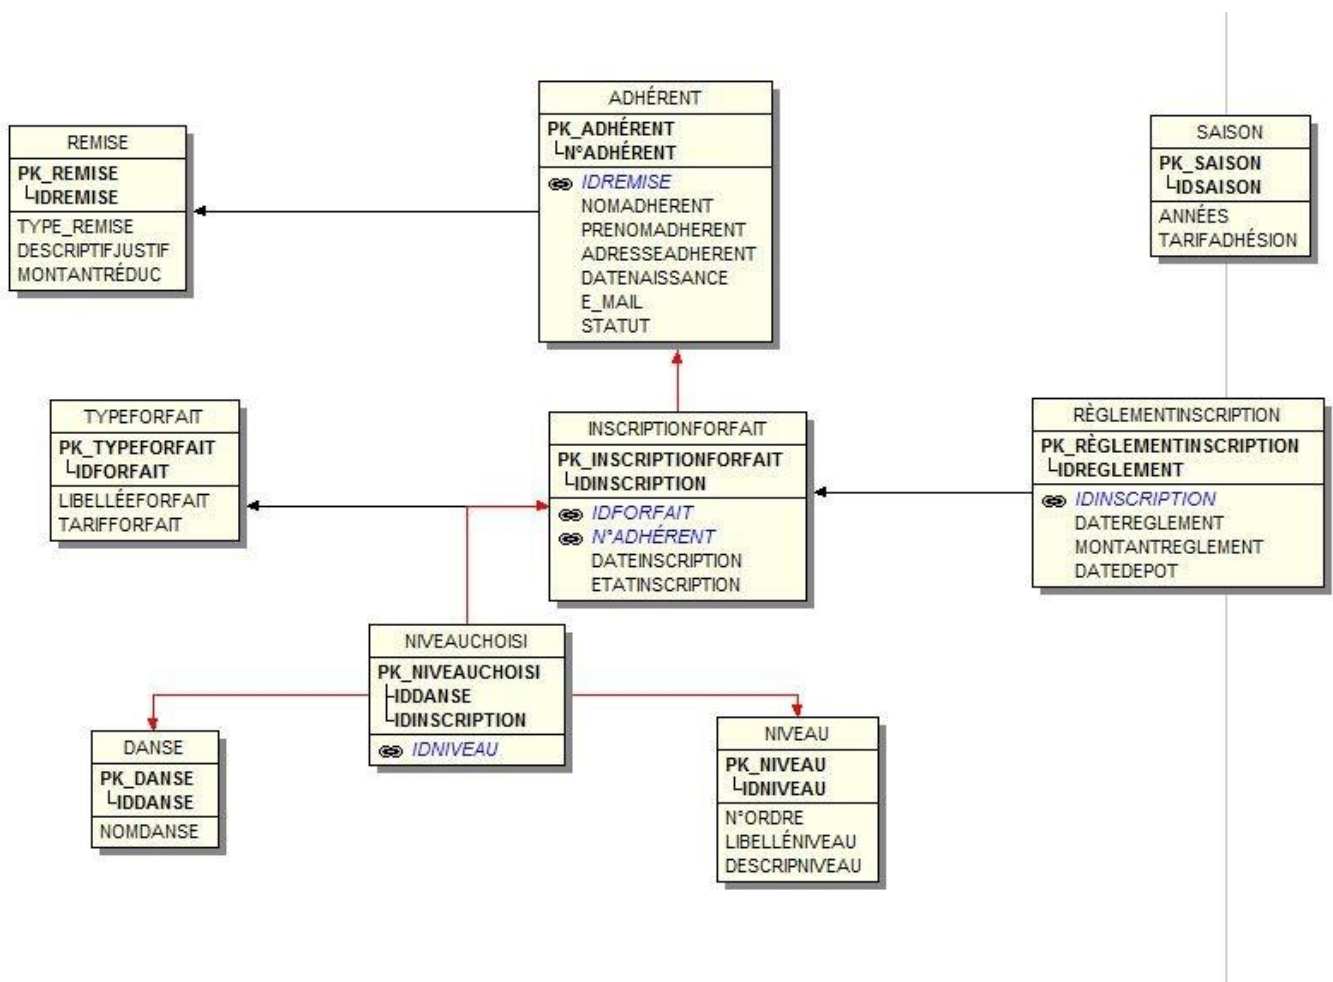 ADHÉRENT
PK_ADHÉRENT
N°ADHÉRENT
IDREMISE
NOMADHERENT
PRENOMADHERENT
ADRESSEADHERENT
DATENAISSANCE
E_MAIL
STATUT
REMISE
PK_REMISE
IDREMISE
TYPE_REMISE
DESCRIPTIFJUSTIF
MONTANTRÉDUC
SAISON
PK_SAISON
IDSAISON
ANNÉES
TARIFADHÉSION
TYPEFORFAIT
PK_TYPEFORFAIT
IDFORFAIT
LIBELLÉEFORFAIT
TARIFFORFAIT
INSCRIPTIONFORFAIT
PK_INSCRIPTIONFORFAIT
IDINSCRIPTION
IDFORFAIT
N°ADHÉRENT
DATEINSCRIPTION
ETATINSCRIPTION
RÈGLEMENTINSCRIPTION
PK_RÈGLEMENTINSCRIPTION
IDREGLEMENT
IDINSCRIPTION
DATEREGLEMENT
MONTANTREGLEMENT
DATEDEPOT
NIVEAUCHOISI
PK_NIVEAUCHOISI
IDDANSE
IDINSCRIPTION
IDNIVEAU
DANSE
PK_DANSE
IDDANSE
NOMDANSE
NIVEAU
PK_NIVEAU
IDNIVEAU
N°ORDRE
LIBELLÉNIVEAU
DESCRIPNIVEAU